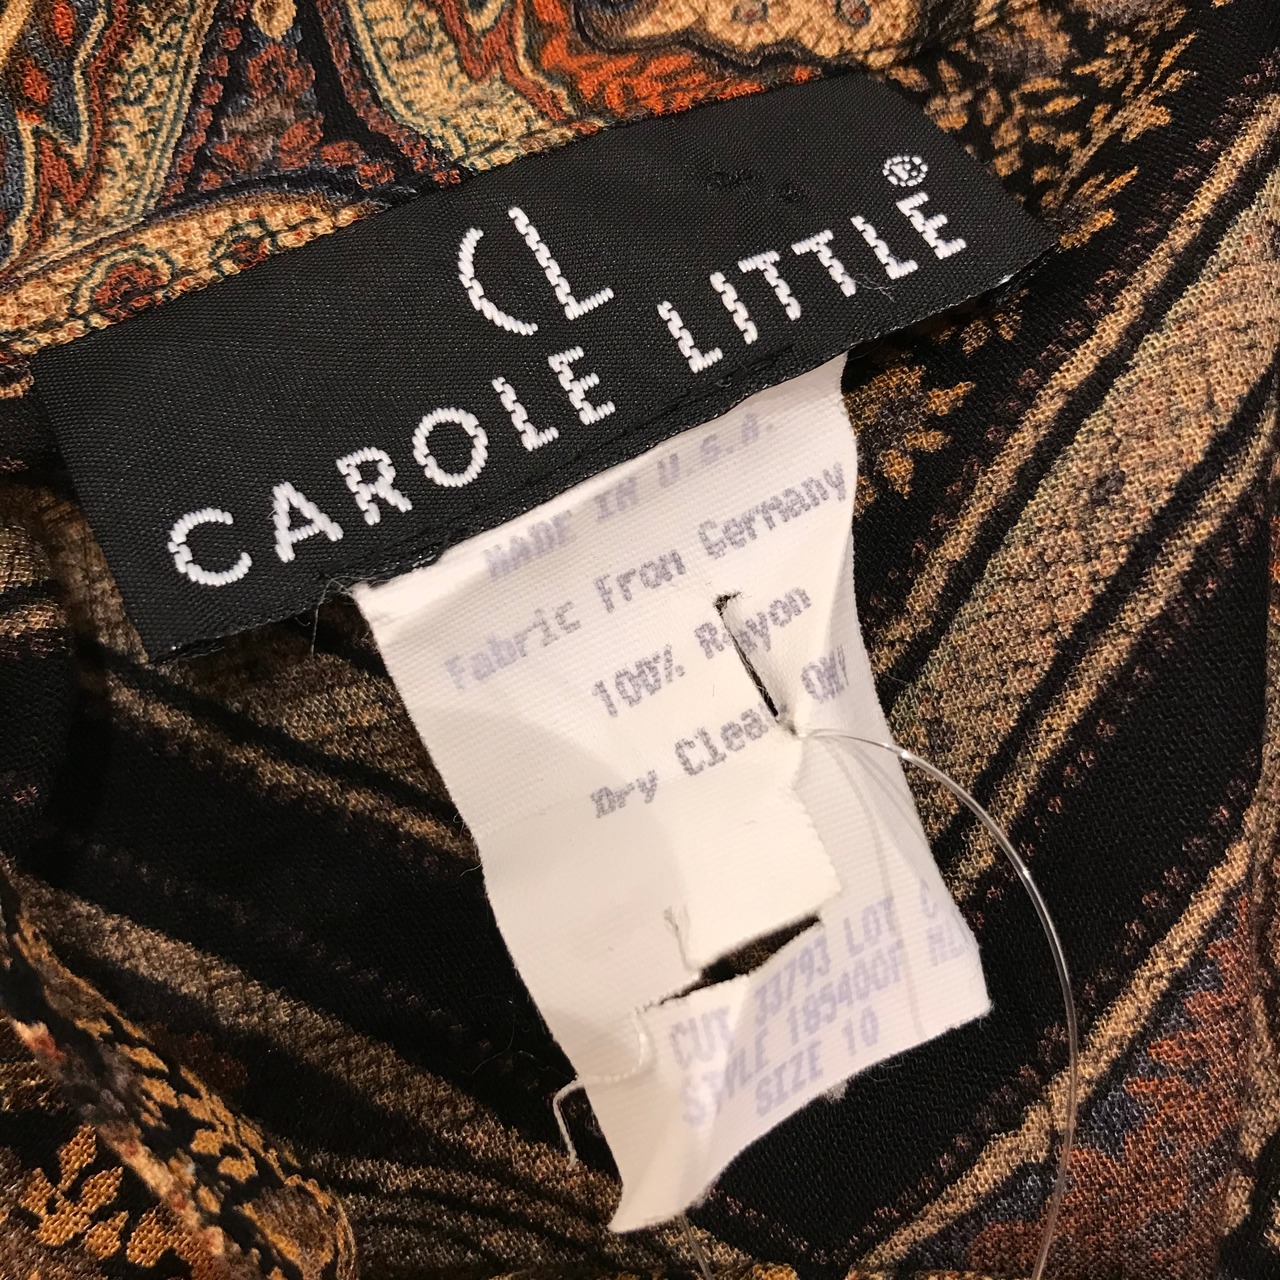 CL
CAROLE LITTLE®
MADE IN U.S.A.
Fabric From Germany
100% Rayon
Dry Clean
CUT 33793 LOT
STYLE 185400F
SIZE 10